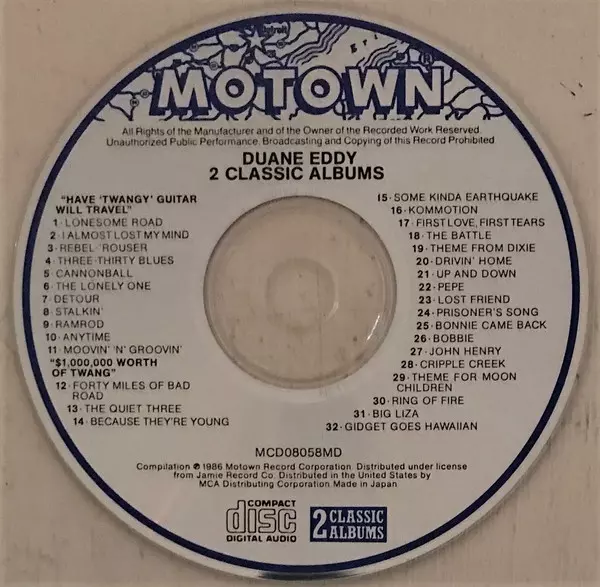 MOTOWN
All Rights of the Manufacturer and of the Owner of the Recorded Work Reserved
Unauthorized Public Performance, Broadcasting and Copying of this Record Prohibited
DUANE EDDY
2 CLASSIC ALBUMS
"HAVE 'TWANGY' GUITAR
WILL TRAVEL"
1·LONESOME ROAD
2·I ALMOST LOST MY MIND
3·REBEL-'ROUSER
4·THREE-THIRTY BLUES
5·CANNONBALL
6·THE LONELY ONE
7·DETOUR
8·STALKIN'
9·RAMROD
10·ANYTIME
11·MOOVIN' 'N' GROOVIN'
"$1,000,000 WORTH
OF TWANG"
12·FORTY MILES OF BAD
ROAD
13·THE QUIET THREE
14·BECAUSE THEY'RE YOUNG
15·SOME KINDA EARTHQUAKE
16·KOMMOTION
17·FIRST LOVE, FIRST TEARS
18·THE BATTLE
19·THEME FROM DIXIE
20·DRIVIN' HOME
21·UP AND DOWN
22·PEPE
23·LOST FRIEND
24·PRISONER'S SONG
25·BONNIE CAME BACK
26·BOBBIE
27·JOHN HENRY
28·CRIPPLE CREEK
29·THEME FOR MOON
CHILDREN
30·RING OF FIRE
31·BIG LIZA
32·GIDGET GOES HAWAIIAN
MCD08058MD
Compilation ℗ 1986 Motown Record Corporation. Distributed under license
from Jamie Record Co. Distributed in the United States by
MCA Distributing Corporation Made in Japan
COMPACT
disc
DIGITAL AUDIO
2 CLASSIC
ALBUMS